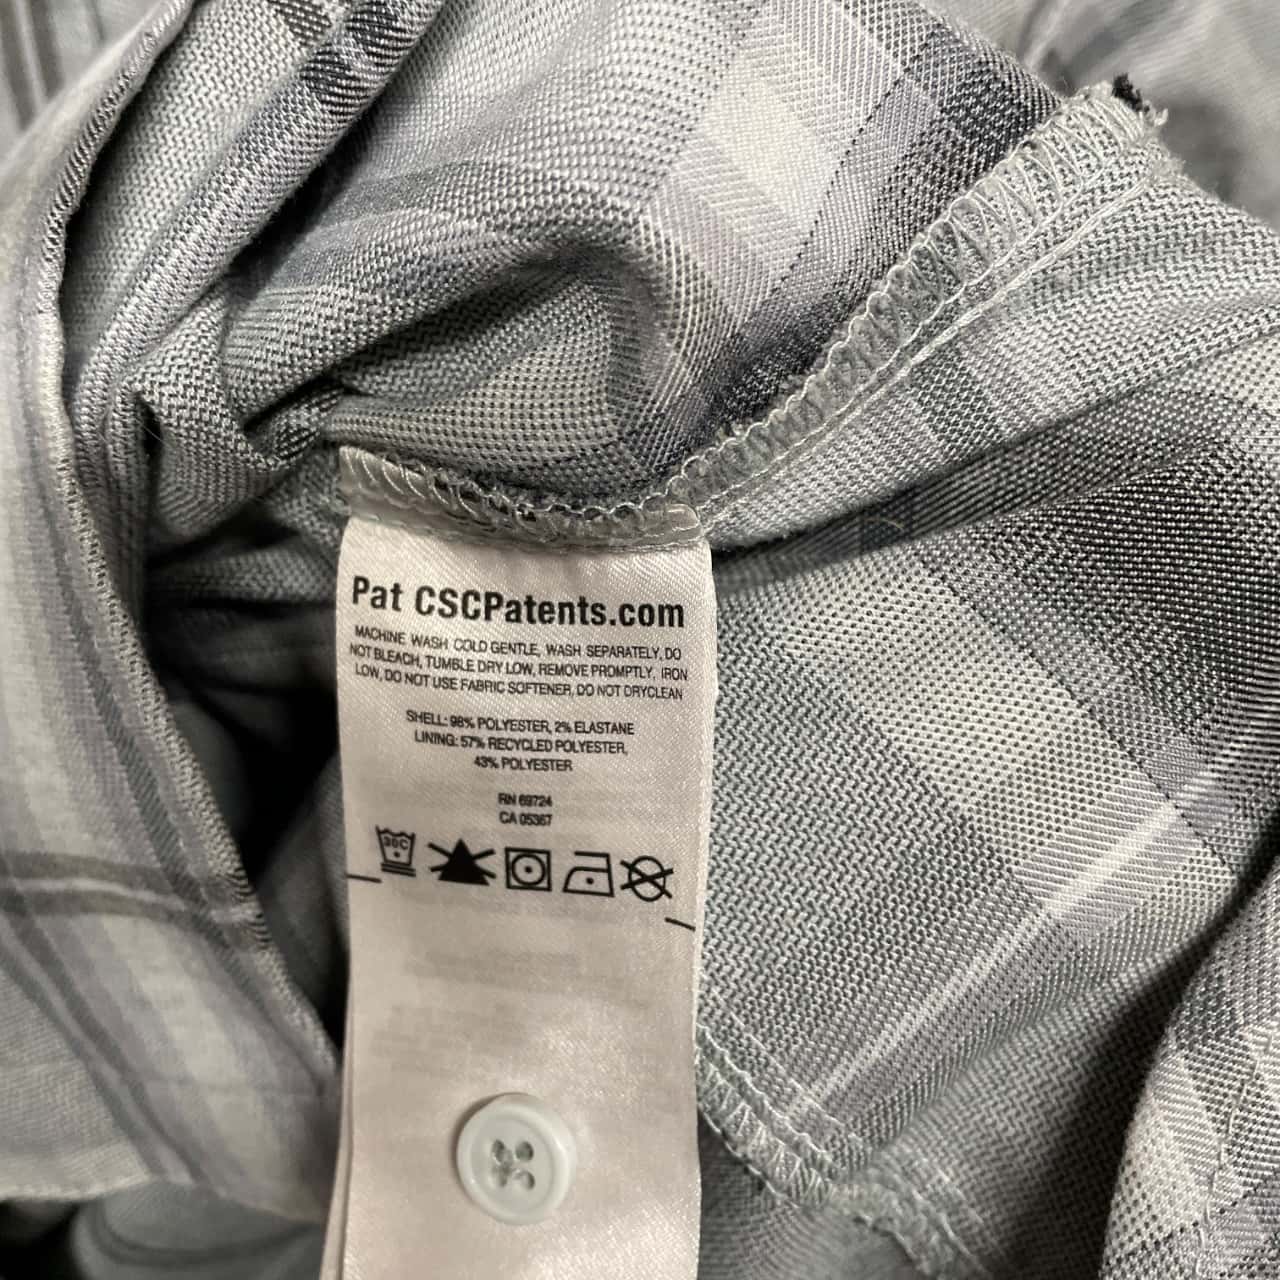 Pat CSCPatents.com
MACHINE WASH COLD GENTLE, WASH SEPARATELY, DO
NOT BLEACH, TUMBLE DRY LOW, REMOVE PROMPTLY, IRON
LOW, DO NOT USE FABRIC SOFTENER, DO NOT DRYCLEAN
SHELL: 98% POLYESTER, 2% ELASTANE
LINING: 57% RECYCLED POLYESTER,
43% POLYESTER
RN 69724
CA 05367
30C